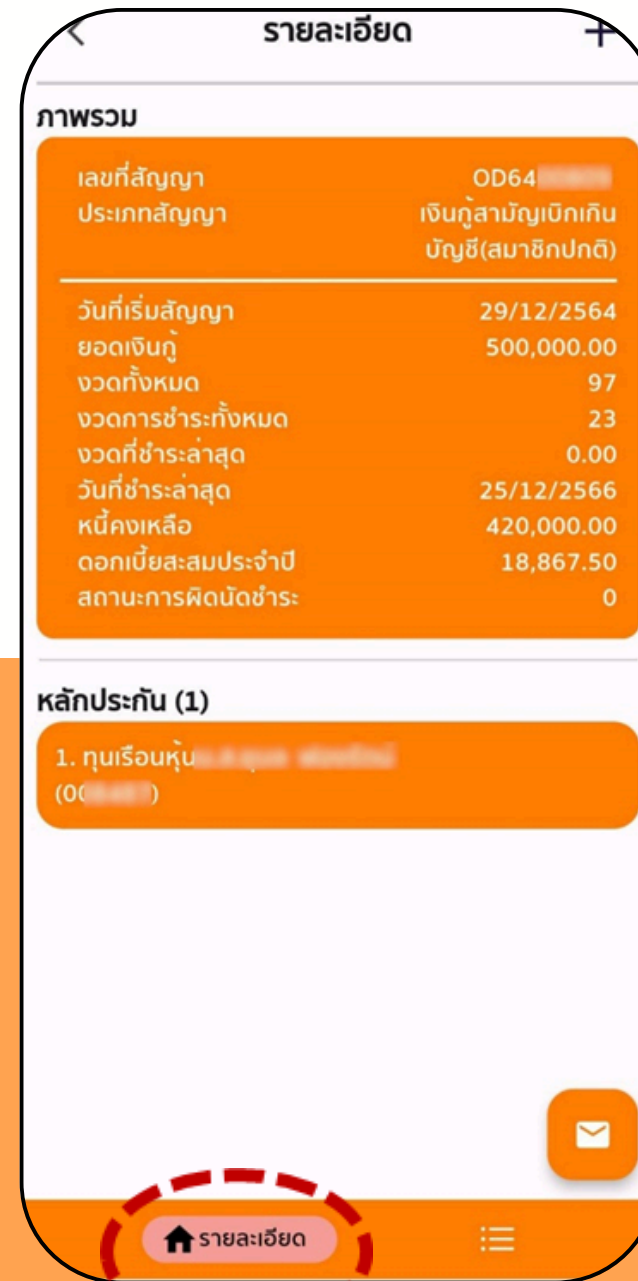 รายละเอียด
ภาพรวม
เลขที่สัญญา OD64
ประเภทสัญญา เงินกู้สามัญเบิกเกิน
บัญชี(สมาชิกปกติ)
วันที่เริ่มสัญญา 29/12/2564
ยอดเงินกู้ 500,000.00
งวดทั้งหมด 97
งวดการชำระทั้งหมด 23
งวดที่ชำระล่าสุด 0.00
วันที่ชำระล่าสุด 25/12/2566
หนี้คงเหลือ 420,000.00
ดอกเบี้ยสะสมประจำปี 18,867.50
สถานะการผิดนัดชำระ 0
หลักประกัน (1)
1. ทุนเรือนหุ้น
(00 )
รายละเอียด